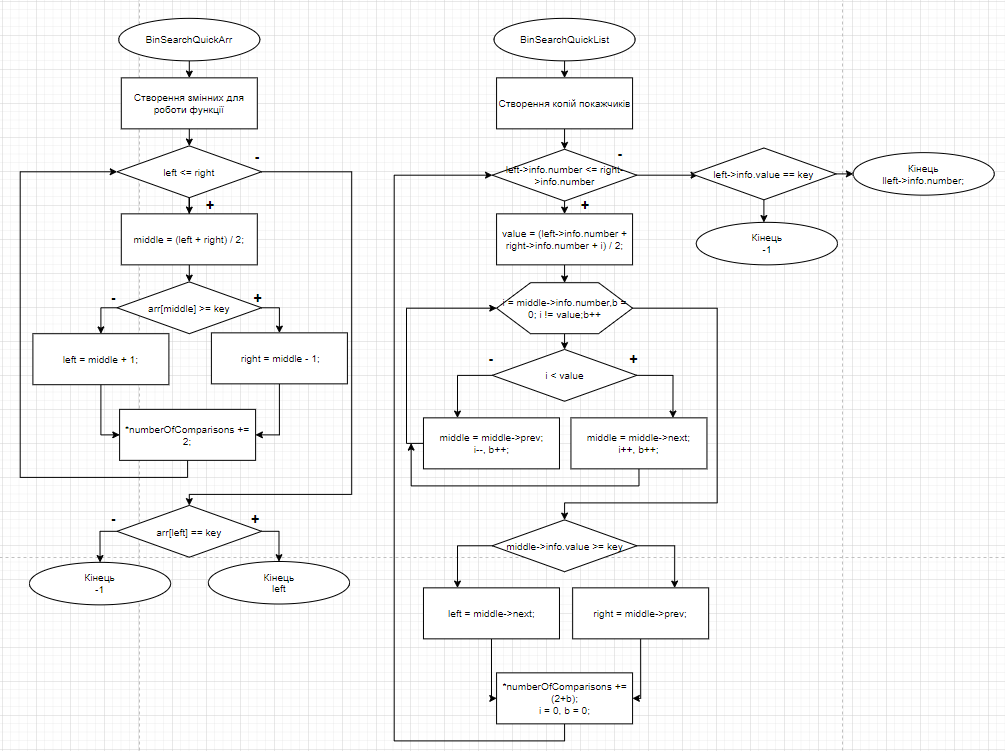 BinSearchQuickArr
Створення змінних для
роботи функції
left <= right
-
+
middle = (left + right) / 2;
arr[middle] >= key
-
+
left = middle + 1;
right = middle - 1;
*numberOfComparisons +=
2;
arr[left] == key
-
+
Кінець
-1
Кінець
left
BinSearchQuickList
Створення копій покажчиків
left->info.number <= right-
>info.number
-
+
left->info.value == key
Кінець
lleft->info.number;
Кінець
-1
value = (left->info.number +
right->info.number + i) / 2;
i = middle->info.number,b =
0; i != value;b++
i < value
-
+
middle = middle->prev;
i--, b++;
middle = middle->next;
i++, b++;
middle->info.value >= key
left = middle->next;
right = middle->prev;
*numberOfComparisons +=
(2+b);
i = 0, b = 0;